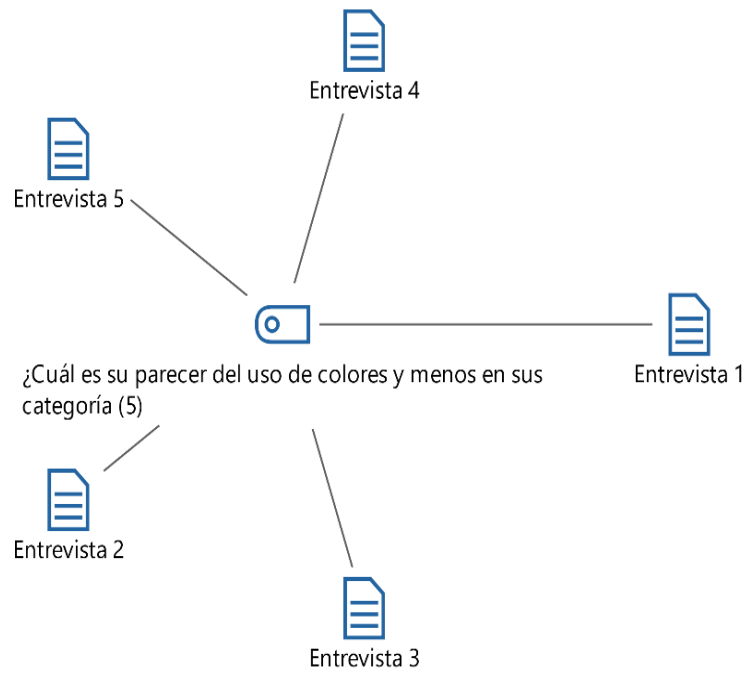 Entrevista 4
Entrevista 5
¿Cuál es su parecer del uso de colores y menos en sus
categoría (5)
Entrevista 1
Entrevista 2
Entrevista 3